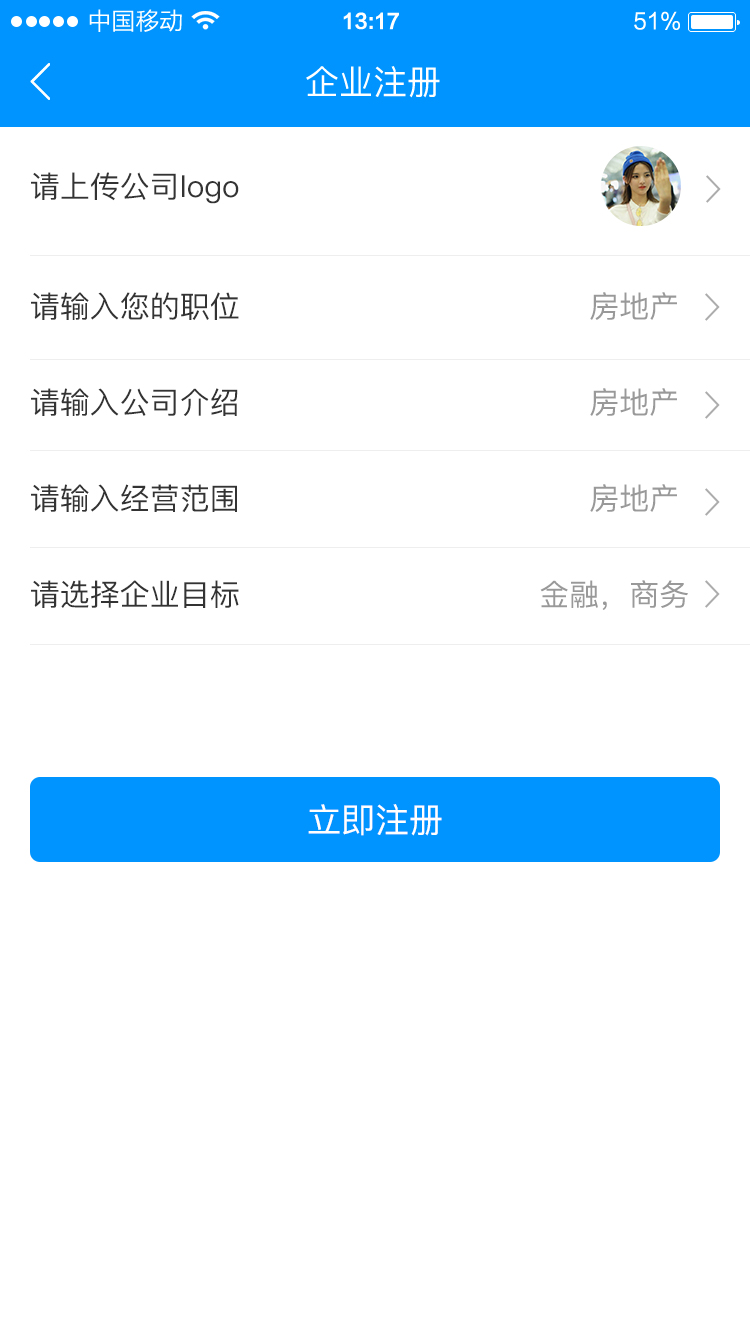 中国移动 13:17 51%
企业注册
请上传公司logo
请输入您的职位 房地产
请输入公司介绍 房地产
请输入经营范围 房地产
请选择企业目标 金融，商务
立即注册